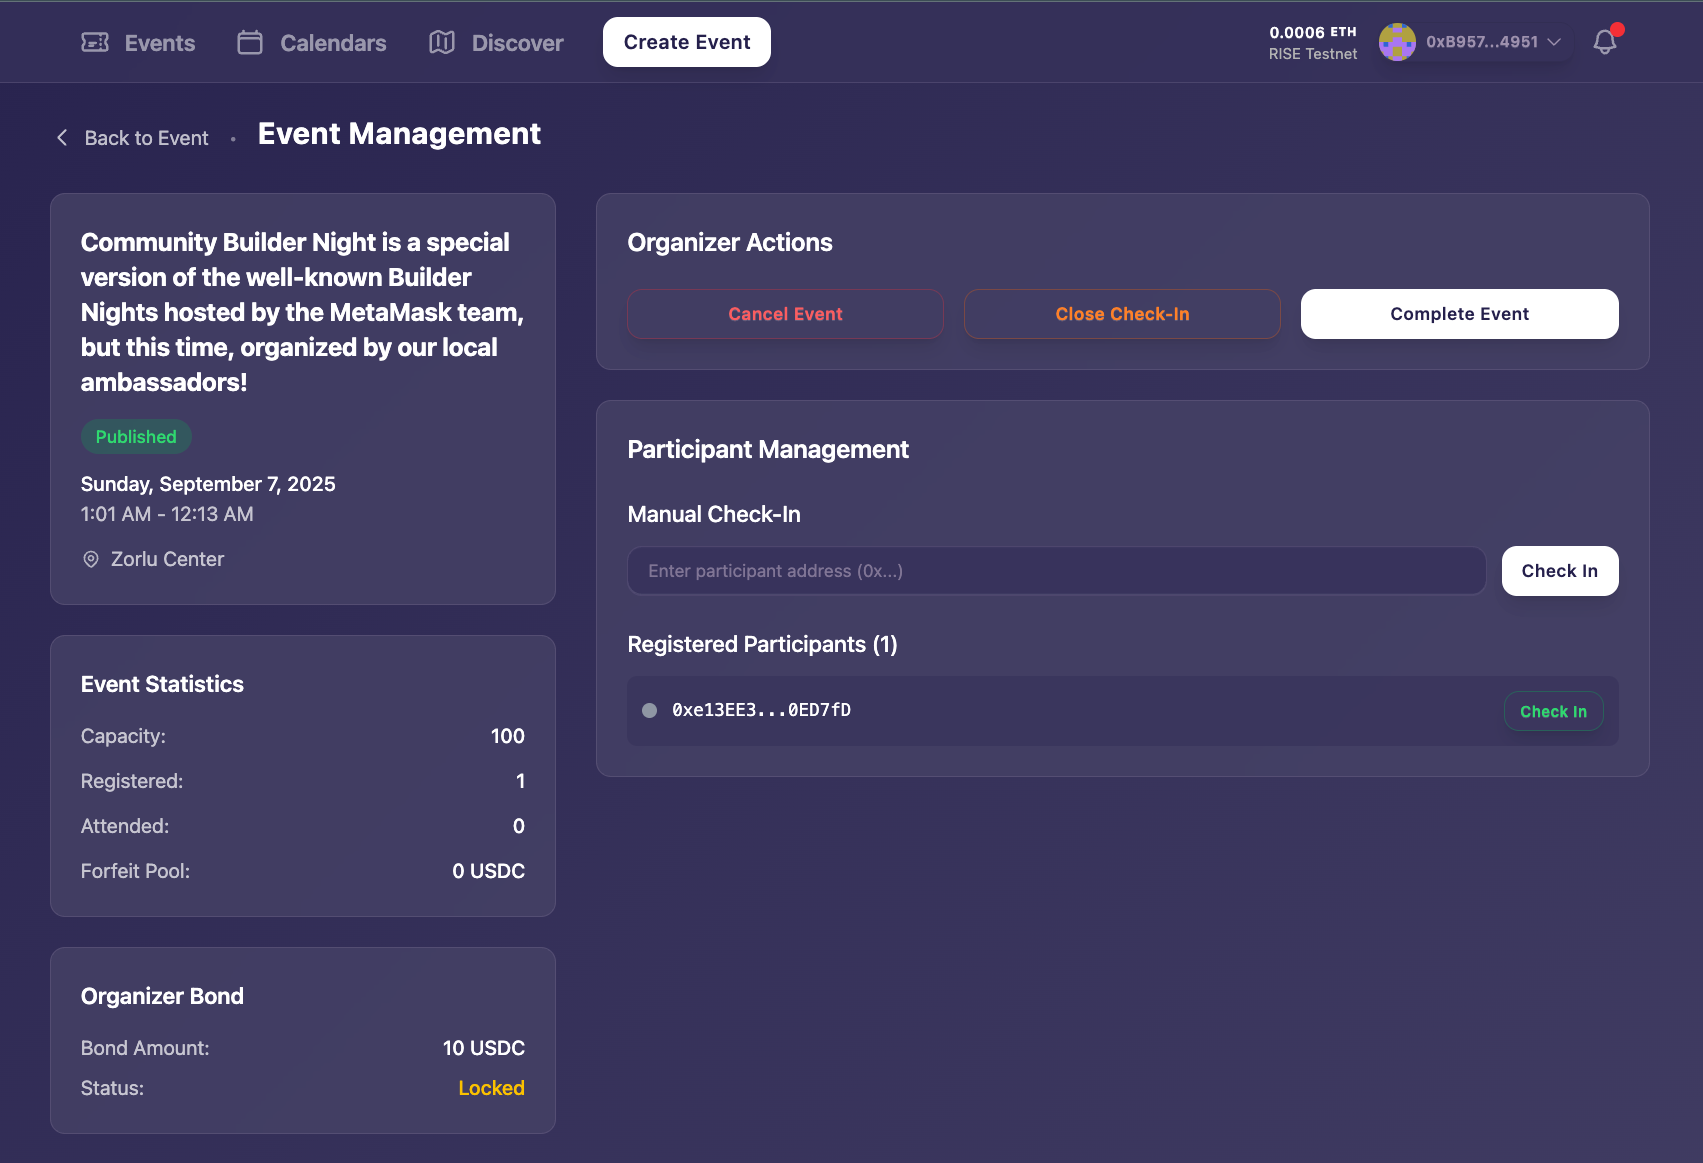 Events
Calendars
Discover
Create Event
0.0006 ETH
RISE Testnet
0xB957...4951
Back to Event
Event Management
Community Builder Night is a special
version of the well-known Builder
Nights hosted by the MetaMask team,
but this time, organized by our local
ambassadors!
Published
Sunday, September 7, 2025
1:01 AM - 12:13 AM
Zorlu Center
Event Statistics
Capacity: 100
Registered: 1
Attended: 0
Forfeit Pool: 0 USDC
Organizer Bond
Bond Amount: 10 USDC
Status: Locked
Organizer Actions
Cancel Event
Close Check-In
Complete Event
Participant Management
Manual Check-In
Enter participant address (0x...)
Check In
Registered Participants (1)
0xe13EE3...0ED7fD
Check In